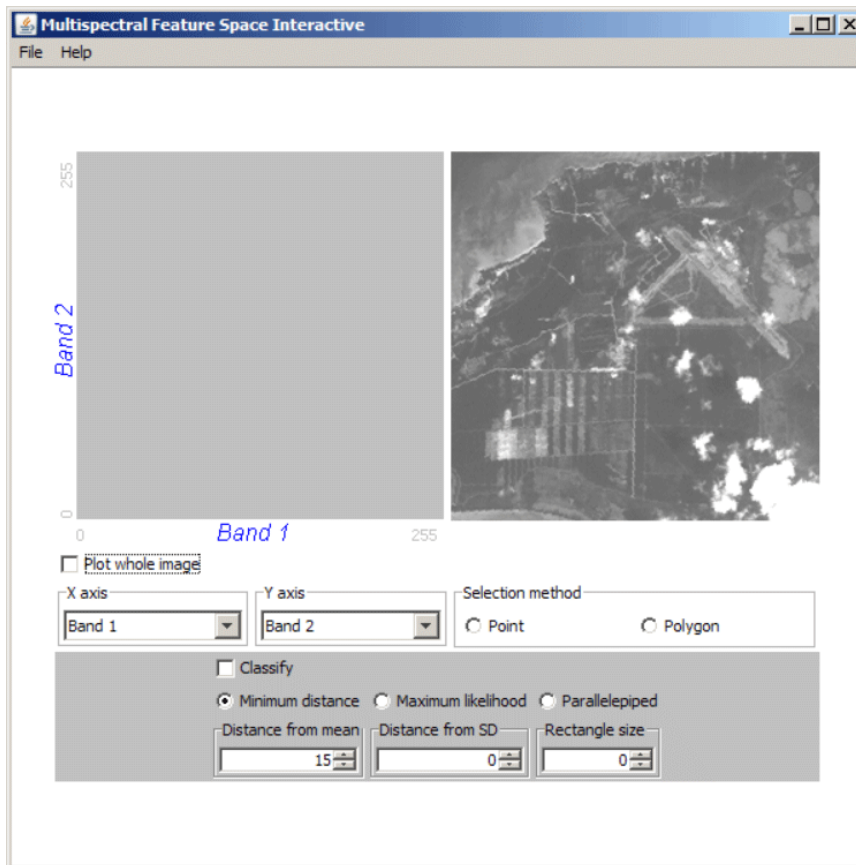 Multispectral Feature Space Interactive
File Help
255
Band 2
0
0 Band 1 255
Plot whole image
X axis Y axis Selection method
Band 1 Band 2 Point Polygon
Classify
Minimum distance Maximum likelihood Parallelepiped
Distance from mean Distance from SD Rectangle size
15 0 0